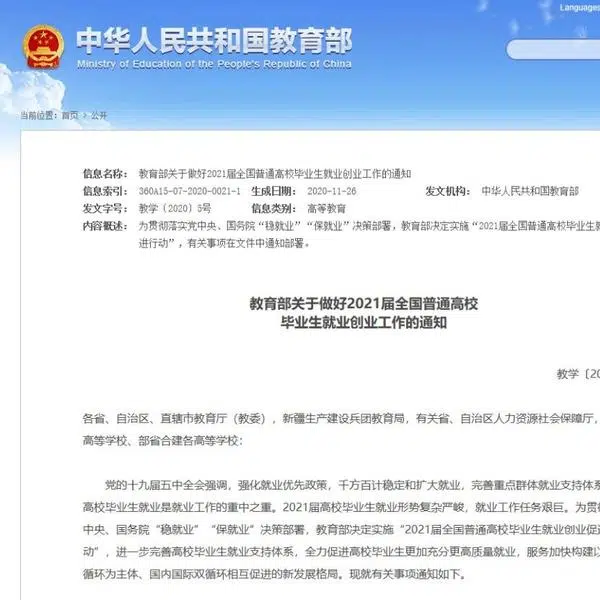 Languages
中华人民共和国教育部
Ministry of Education of the People's Republic of China
当前位置：首页 > 公开
信息名称： 教育部关于做好2021届全国普通高校毕业生就业创业工作的通知
信息索引： 360A15-07-2020-0021-1 生成日期： 2020-11-26 发文机构： 中华人民共和国教育部
发文字号： 教学〔2020〕5号 信息类别： 高等教育
内容概述： 为贯彻落实党中央、国务院“稳就业”“保就业”决策部署，教育部决定实施“2021届全国普通高校毕业生就
进行动”，有关事项在文件中通知部署。
教育部关于做好2021届全国普通高校
毕业生就业创业工作的通知
教学〔20
各省、自治区、直辖市教育厅（教委），新疆生产建设兵团教育局，有关省、自治区人力资源社会保障厅，
高等学校、部省合建各高等学校：
党的十九届五中全会强调，强化就业优先政策，千方百计稳定和扩大就业，完善重点群体就业支持体系
高校毕业生就业是就业工作的重中之重。2021届高校毕业生就业形势复杂严峻，就业工作任务艰巨。为贯彻
中央、国务院“稳就业”“保就业”决策部署，教育部决定实施“2021届全国普通高校毕业生就业创业促进
动”，进一步完善高校毕业生就业支持体系，全力促进高校毕业生更加充分更高质量就业，服务加快构建以
循环为主体、国内国际双循环相互促进的新发展格局。现就有关事项通知如下。